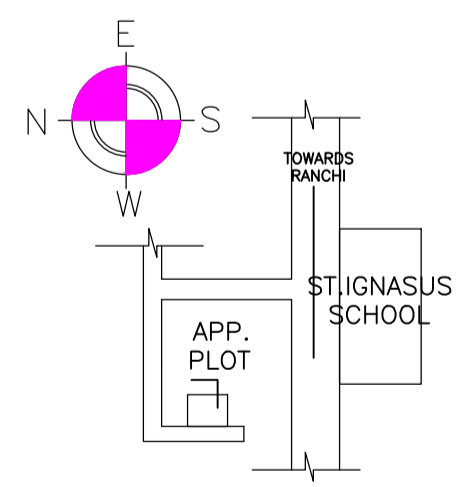 E
N
S
W
TOWARDS
RANCHI
ST.IGNASUS
SCHOOL
APP.
PLOT